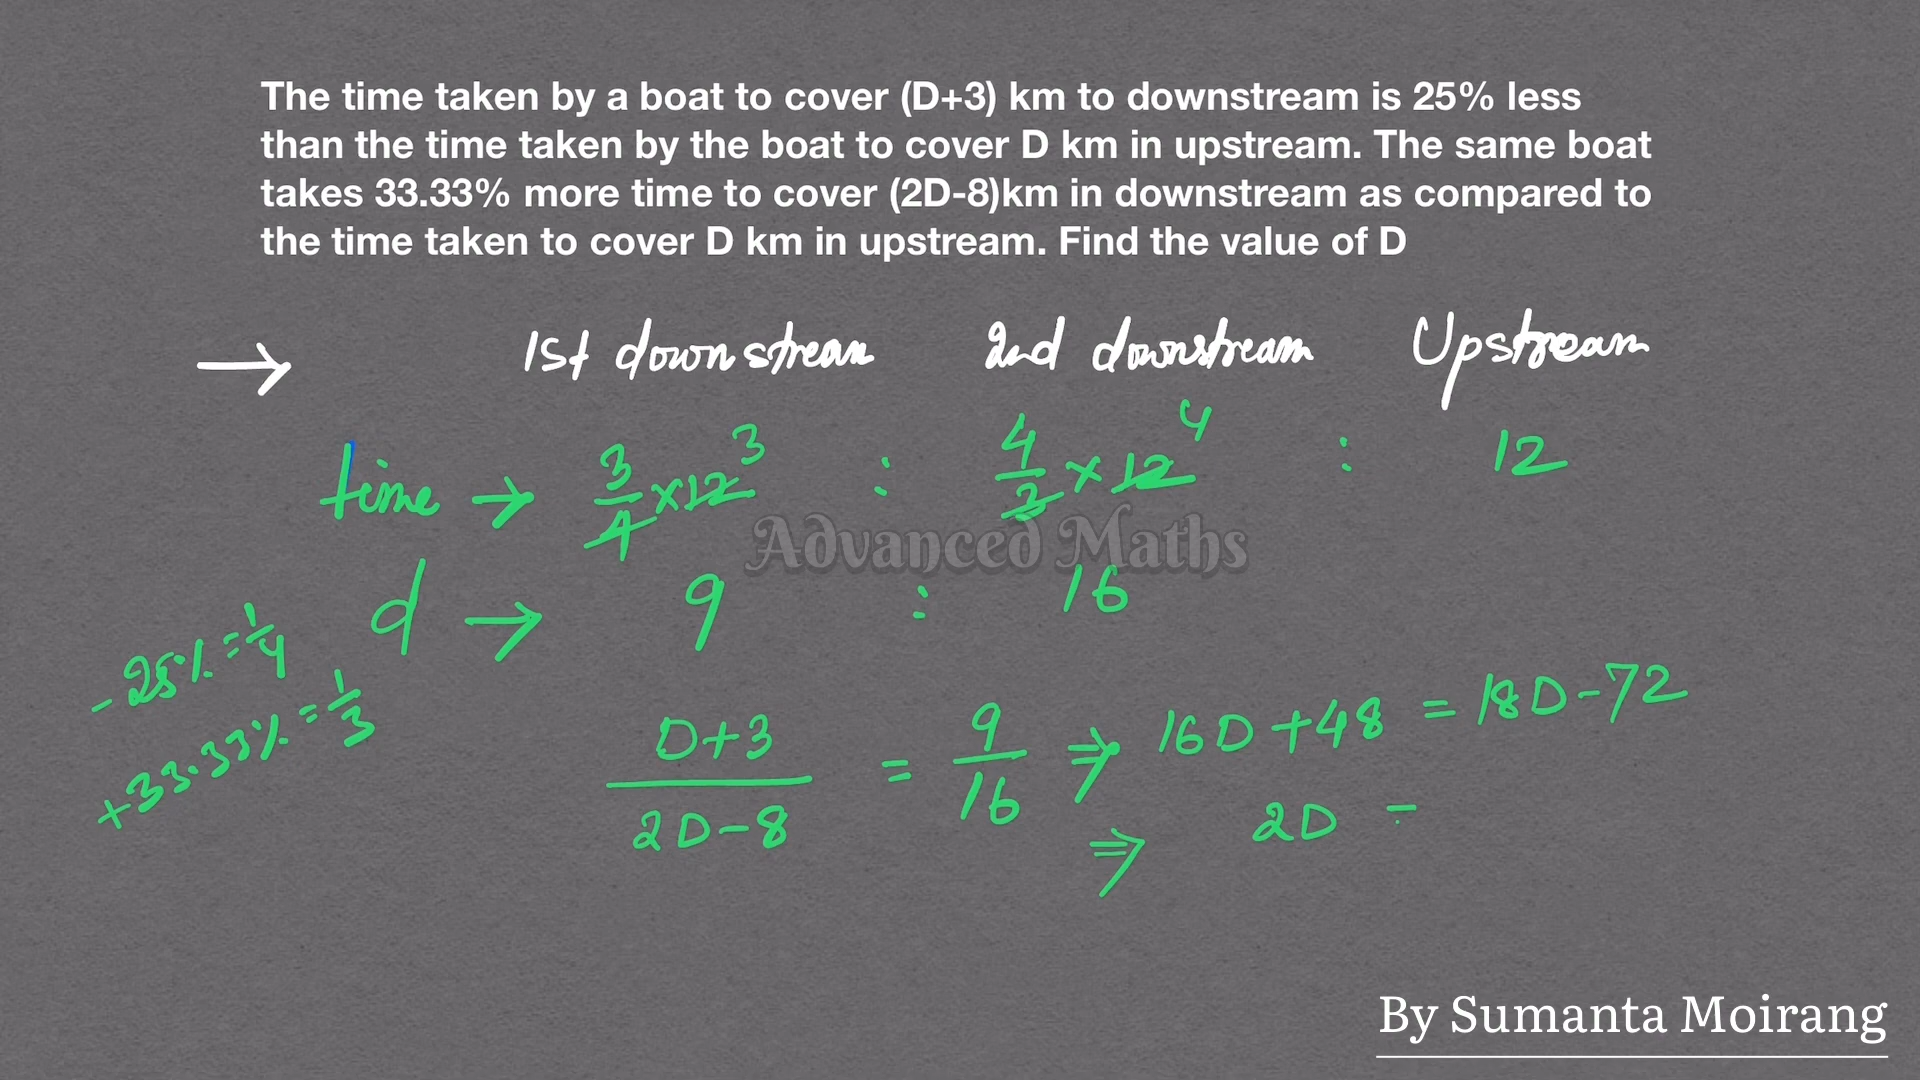 The time taken by a boat to cover (D+3) km to downstream is 25% less
than the time taken by the boat to cover D km in upstream. The same boat
takes 33.33% more time to cover (2D-8)km in downstream as compared to
the time taken to cover D km in upstream. Find the value of D
→ 1st downstream 2nd downstream Upstream
time → 3/4 × 12 3 : 4/3 × 12 4 : 12
Advanced Maths
d → 9 : 16
- 25% = 1/4
+ 33.33% = 1/3
D+3 / 2D-8 = 9/16 ⇒ 16D + 48 = 18D - 72
⇒ 2D =
By Sumanta Moirang